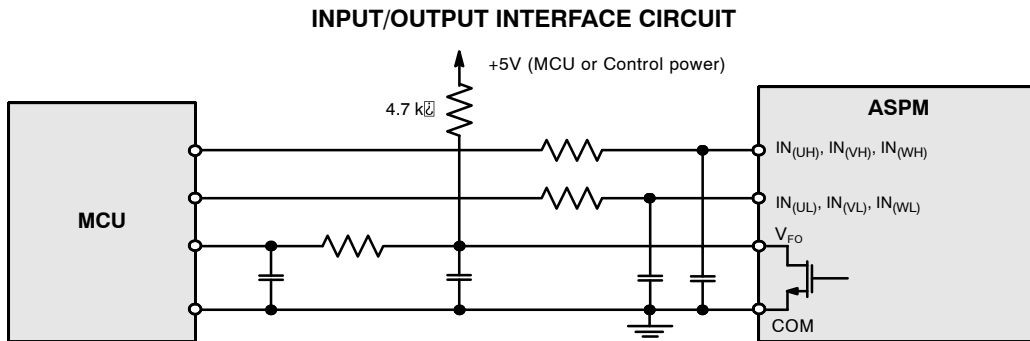 INPUT/OUTPUT INTERFACE CIRCUIT
+5V (MCU or Control power)
4.7 k⍰
ASPM
IN(UH), IN(VH), IN(WH)
IN(UL), IN(VL), IN(WL)
MCU
VFO
COM